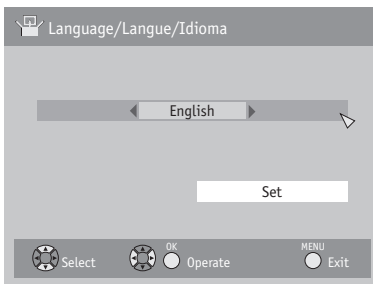 Language/Langue/Idioma
English
Set
Select
OK
Operate
MENU
Exit